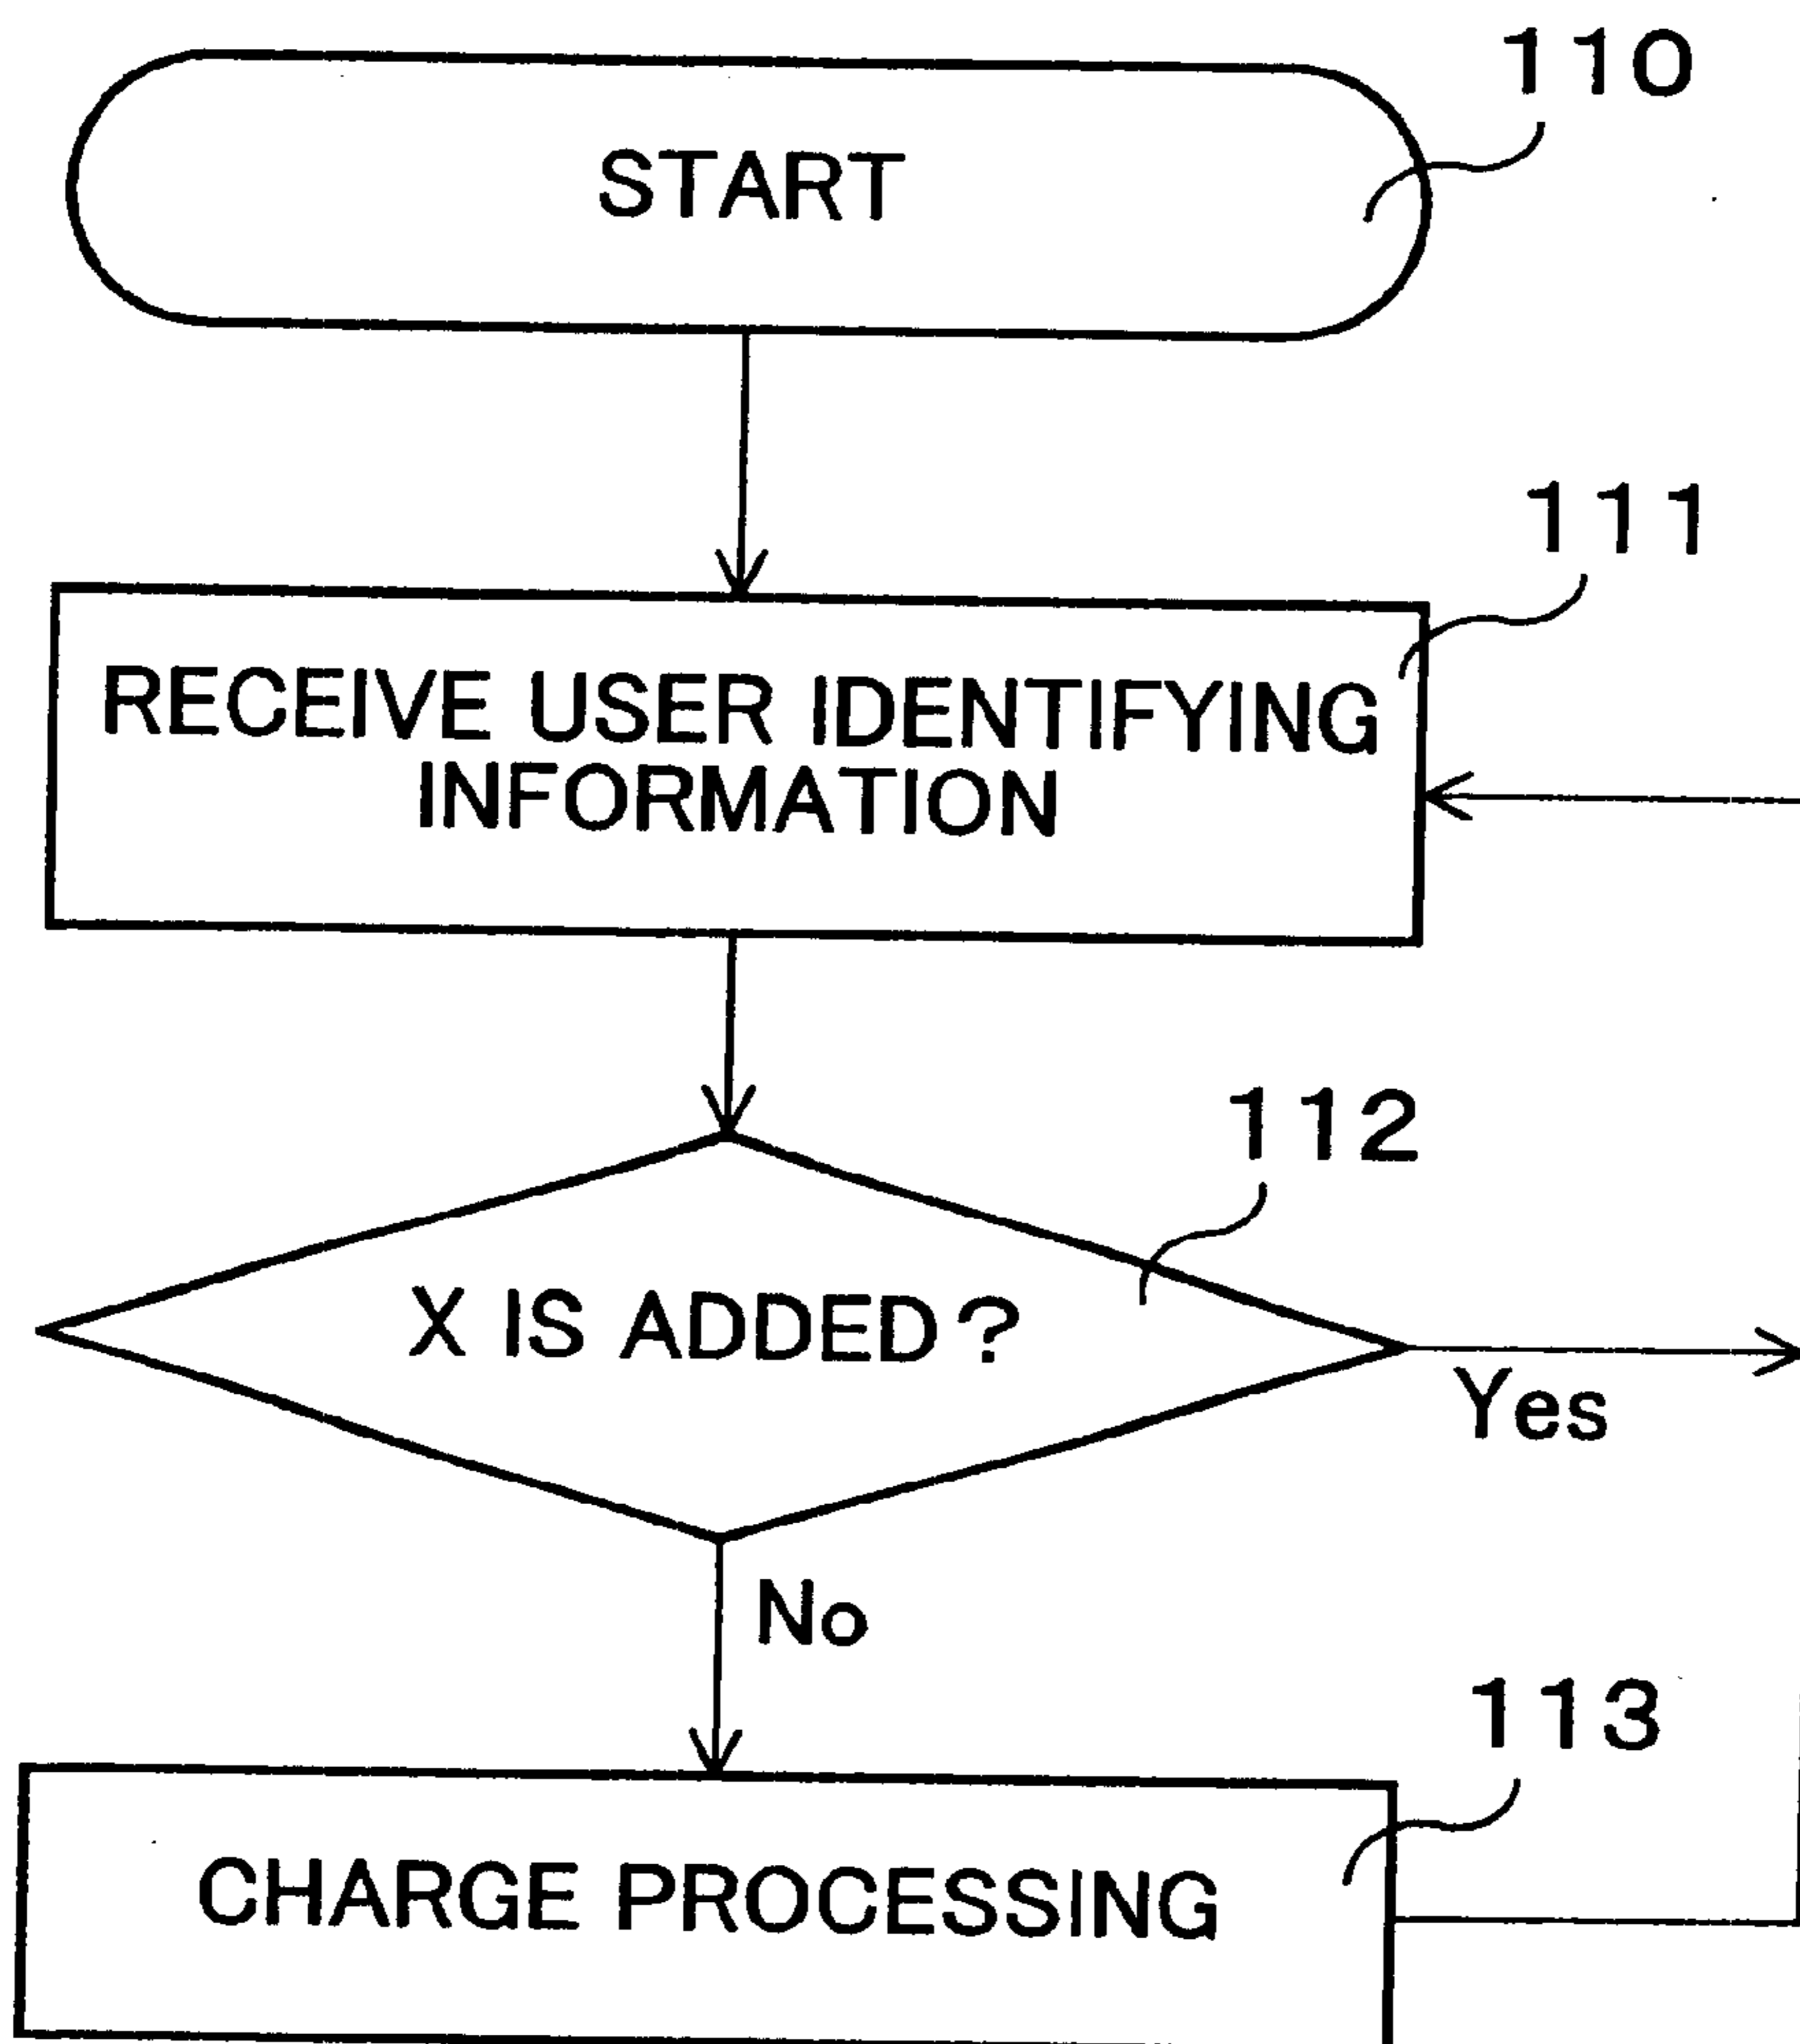 110
START
111
RECEIVE USER IDENTIFYING
INFORMATION
112
X IS ADDED?
Yes
No
113
CHARGE PROCESSING